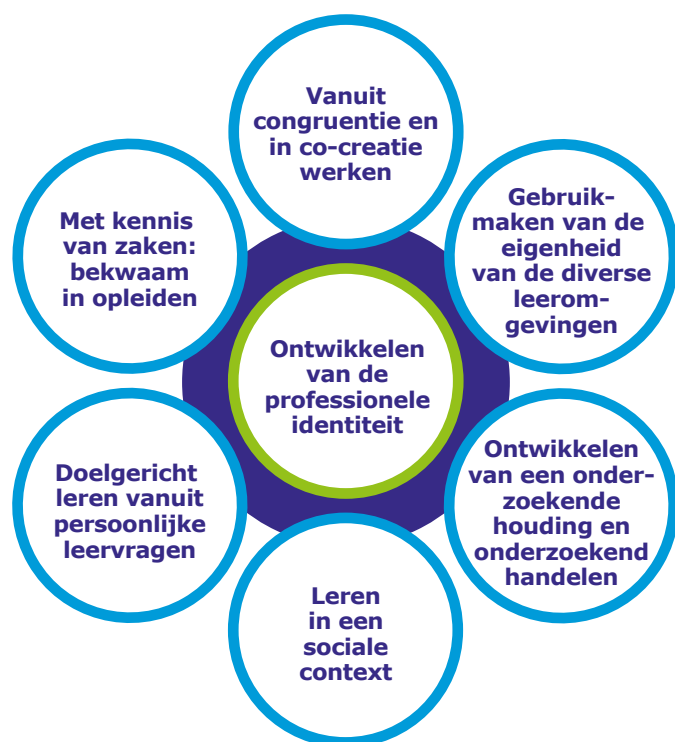 Vanuit
congruentie en
in co-creatie
werken
Gebruik-
maken van de
eigenheid
van de diverse
leerom-
gevingen
Ontwikkelen
van een onder-
zoekende
houding en
onderzoekend
handelen
Leren
in een
sociale
context
Doelgericht
leren vanuit
persoonlijke
leervragen
Met kennis
van zaken:
bekwaam
in opleiden
Ontwikkelen
van de
professionele
identiteit